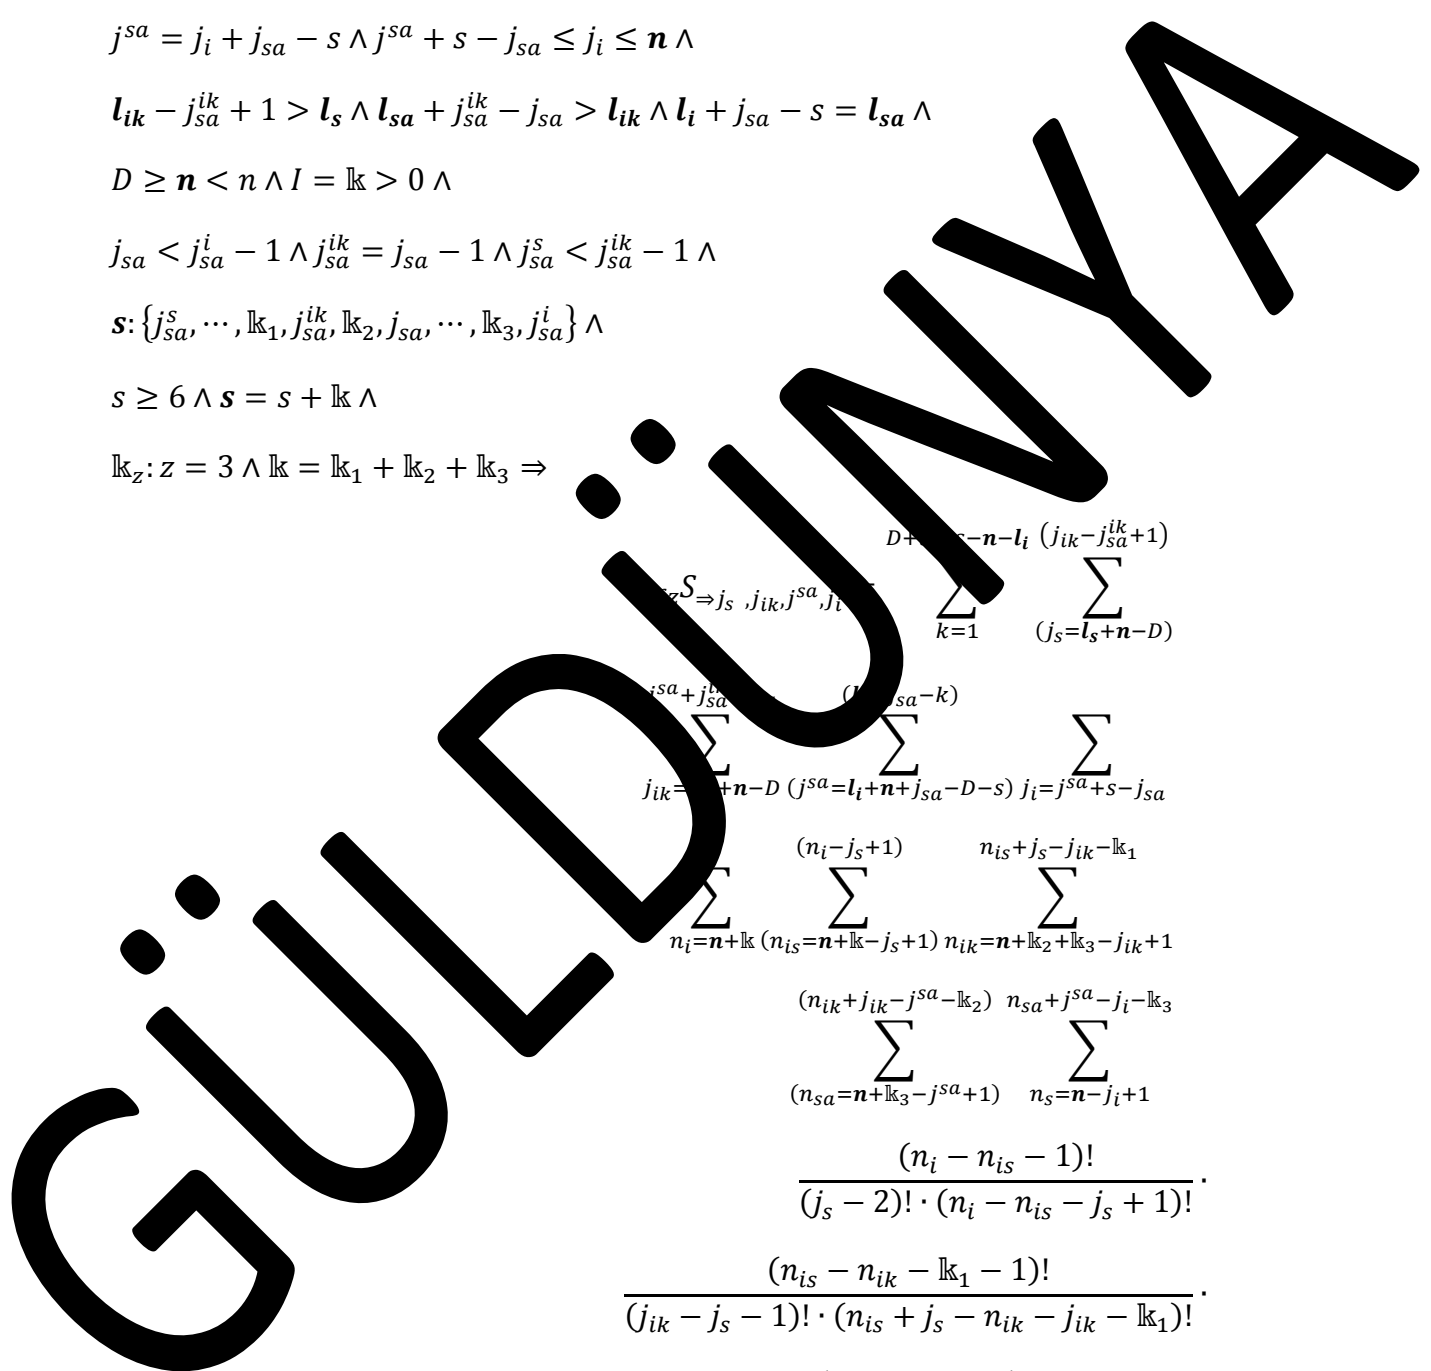 j^{sa} = j_i + j_{sa} − s ∧ j^{sa} + s − j_{sa} ≤ j_i ≤ n ∧
l_{ik} − j_{sa}^{ik} + 1 > l_s ∧ l_{sa} + j_{sa}^{ik} − j_{sa} > l_{ik} ∧ l_i + j_{sa} − s = l_{sa} ∧
D ≥ n < n ∧ I = 𝕜 > 0 ∧
j_{sa} < j_{sa}^{i} − 1 ∧ j_{sa}^{ik} = j_{sa} − 1 ∧ j_{sa}^{s} < j_{sa}^{ik} − 1 ∧
s: {j_{sa}^{s}, ⋯ , 𝕜_1, j_{sa}^{ik}, 𝕜_2, j_{sa}, ⋯ , 𝕜_3, j_{sa}^{i}} ∧
s ≥ 6 ∧ s = s + 𝕜 ∧
𝕜_z: z = 3 ∧ 𝕜 = 𝕜_1 + 𝕜_2 + 𝕜_3 ⇒
−n−l_i (j_{ik}−j_{sa}^{ik}+1)
S_{⇒j_s ,j_{ik},j^{sa},j_i} ∑ ∑
k=1 (j_s=l_s+n−D)
−k)
∑ ∑ ∑
+n−D (j^{sa}=l_i+n+j_{sa}−D−s) j_i=j^{sa}+s−j_{sa}
(n_i−j_s+1) n_{is}+j_s−j_{ik}−𝕜_1
∑ ∑ ∑
n_i=n+𝕜 (n_{is}=n+𝕜−j_s+1) n_{ik}=n+𝕜_2+𝕜_3−j_{ik}+1
(n_{ik}+j_{ik}−j^{sa}−𝕜_2) n_{sa}+j^{sa}−j_i−𝕜_3
∑ ∑
(n_{sa}=n+𝕜_3−j^{sa}+1) n_s=n−j_i+1
(n_i − n_{is} − 1)!
(j_s − 2)! · (n_i − n_{is} − j_s + 1)! ·
(n_{is} − n_{ik} − 𝕜_1 − 1)!
(j_{ik} − j_s − 1)! · (n_{is} + j_s − n_{ik} − j_{ik} − 𝕜_1)! ·
GÜLDÜNYA